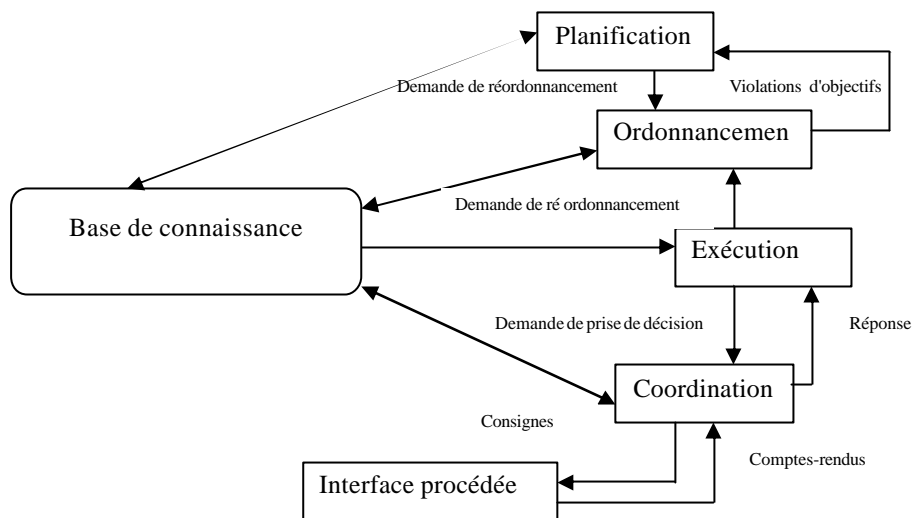 Planification
Demande de réordonnancement
Violations d'objectifs
Ordonnancemen
Demande de ré ordonnancement
Base de connaissance
Exécution
Demande de prise de décision
Réponse
Coordination
Consignes
Comptes-rendus
Interface procédée